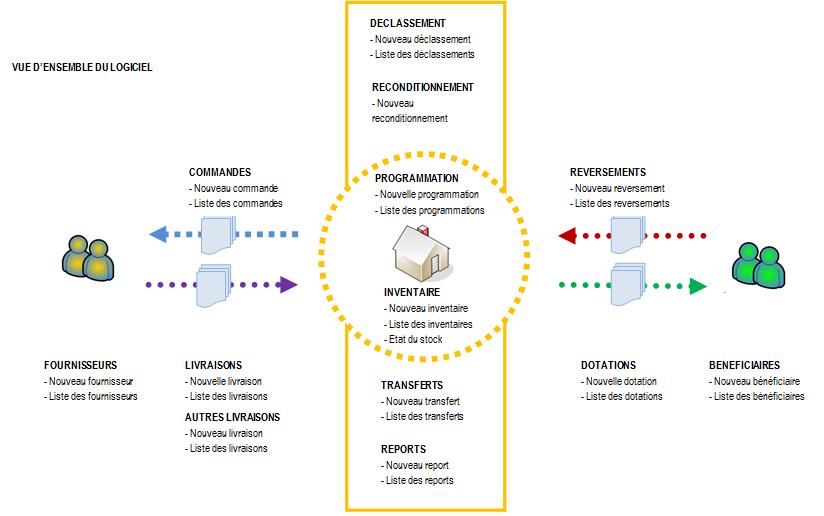 VUE D'ENSEMBLE DU LOGICIEL
DECLASSEMENT
- Nouveau déclassement
- Liste des déclassements
RECONDITIONNEMENT
- Nouveau
reconditionnement
COMMANDES
- Nouveau commande
- Liste des commandes
PROGRAMMATION
- Nouvelle programmation
- Liste des programmations
REVERSEMENTS
- Nouveau reversement
- Liste des reversements
INVENTAIRE
- Nouveau inventaire
- Liste des inventaires
- Etat du stock
FOURNISSEURS
- Nouveau fournisseur
- Liste des fournisseurs
LIVRAISONS
- Nouvelle livraison
- Liste des livraisons
AUTRES LIVRAISONS
- Nouveau livraison
- Liste des livraisons
TRANSFERTS
- Nouveau transfert
- Liste des transferts
REPORTS
- Nouveau report
- Liste des reports
DOTATIONS
- Nouvelle dotation
- Liste des dotations
BENEFICIAIRES
- Nouveau bénéficiaire
- Liste des bénéficiaires